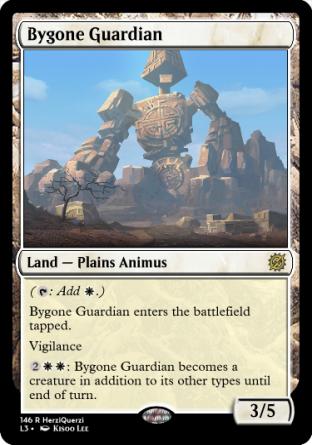 Bygone Guardian
Land — Plains Animus
(T: Add W.)
Bygone Guardian enters the battlefield
tapped.
Vigilance
2WW: Bygone Guardian becomes a
creature in addition to its other types until
end of turn.
3/5
146 R HerziQuerzi
L3 • Kisoo Lee